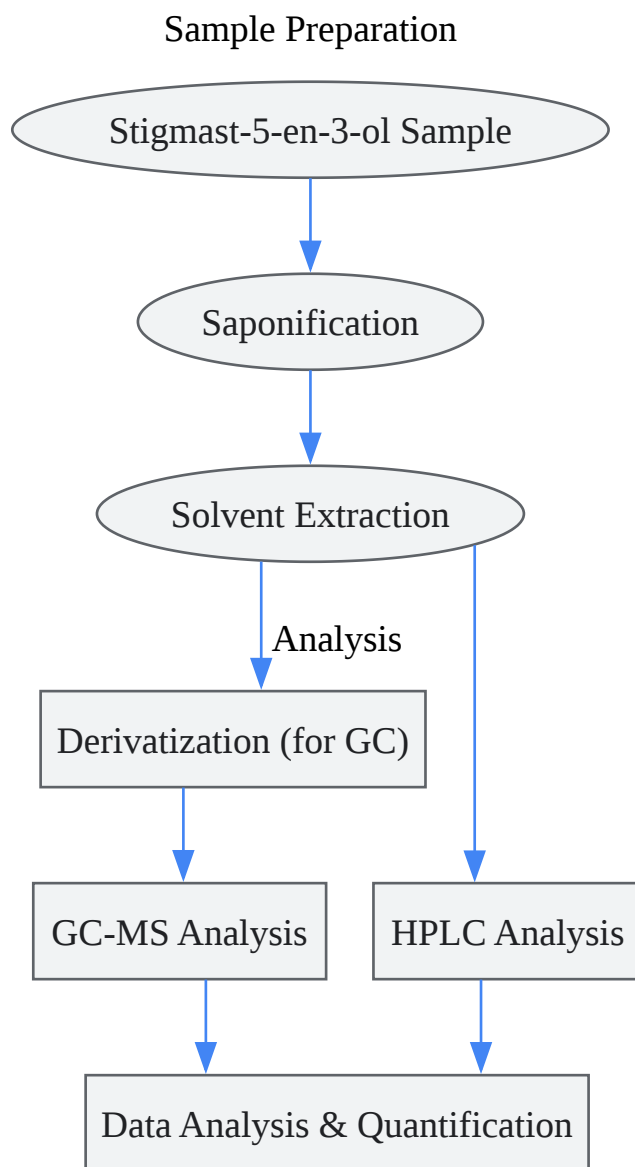 Sample Preparation
Stigmast-5-en-3-ol Sample
Saponification
Solvent Extraction
Analysis
Derivatization (for GC)
GC-MS Analysis
HPLC Analysis
Data Analysis & Quantification